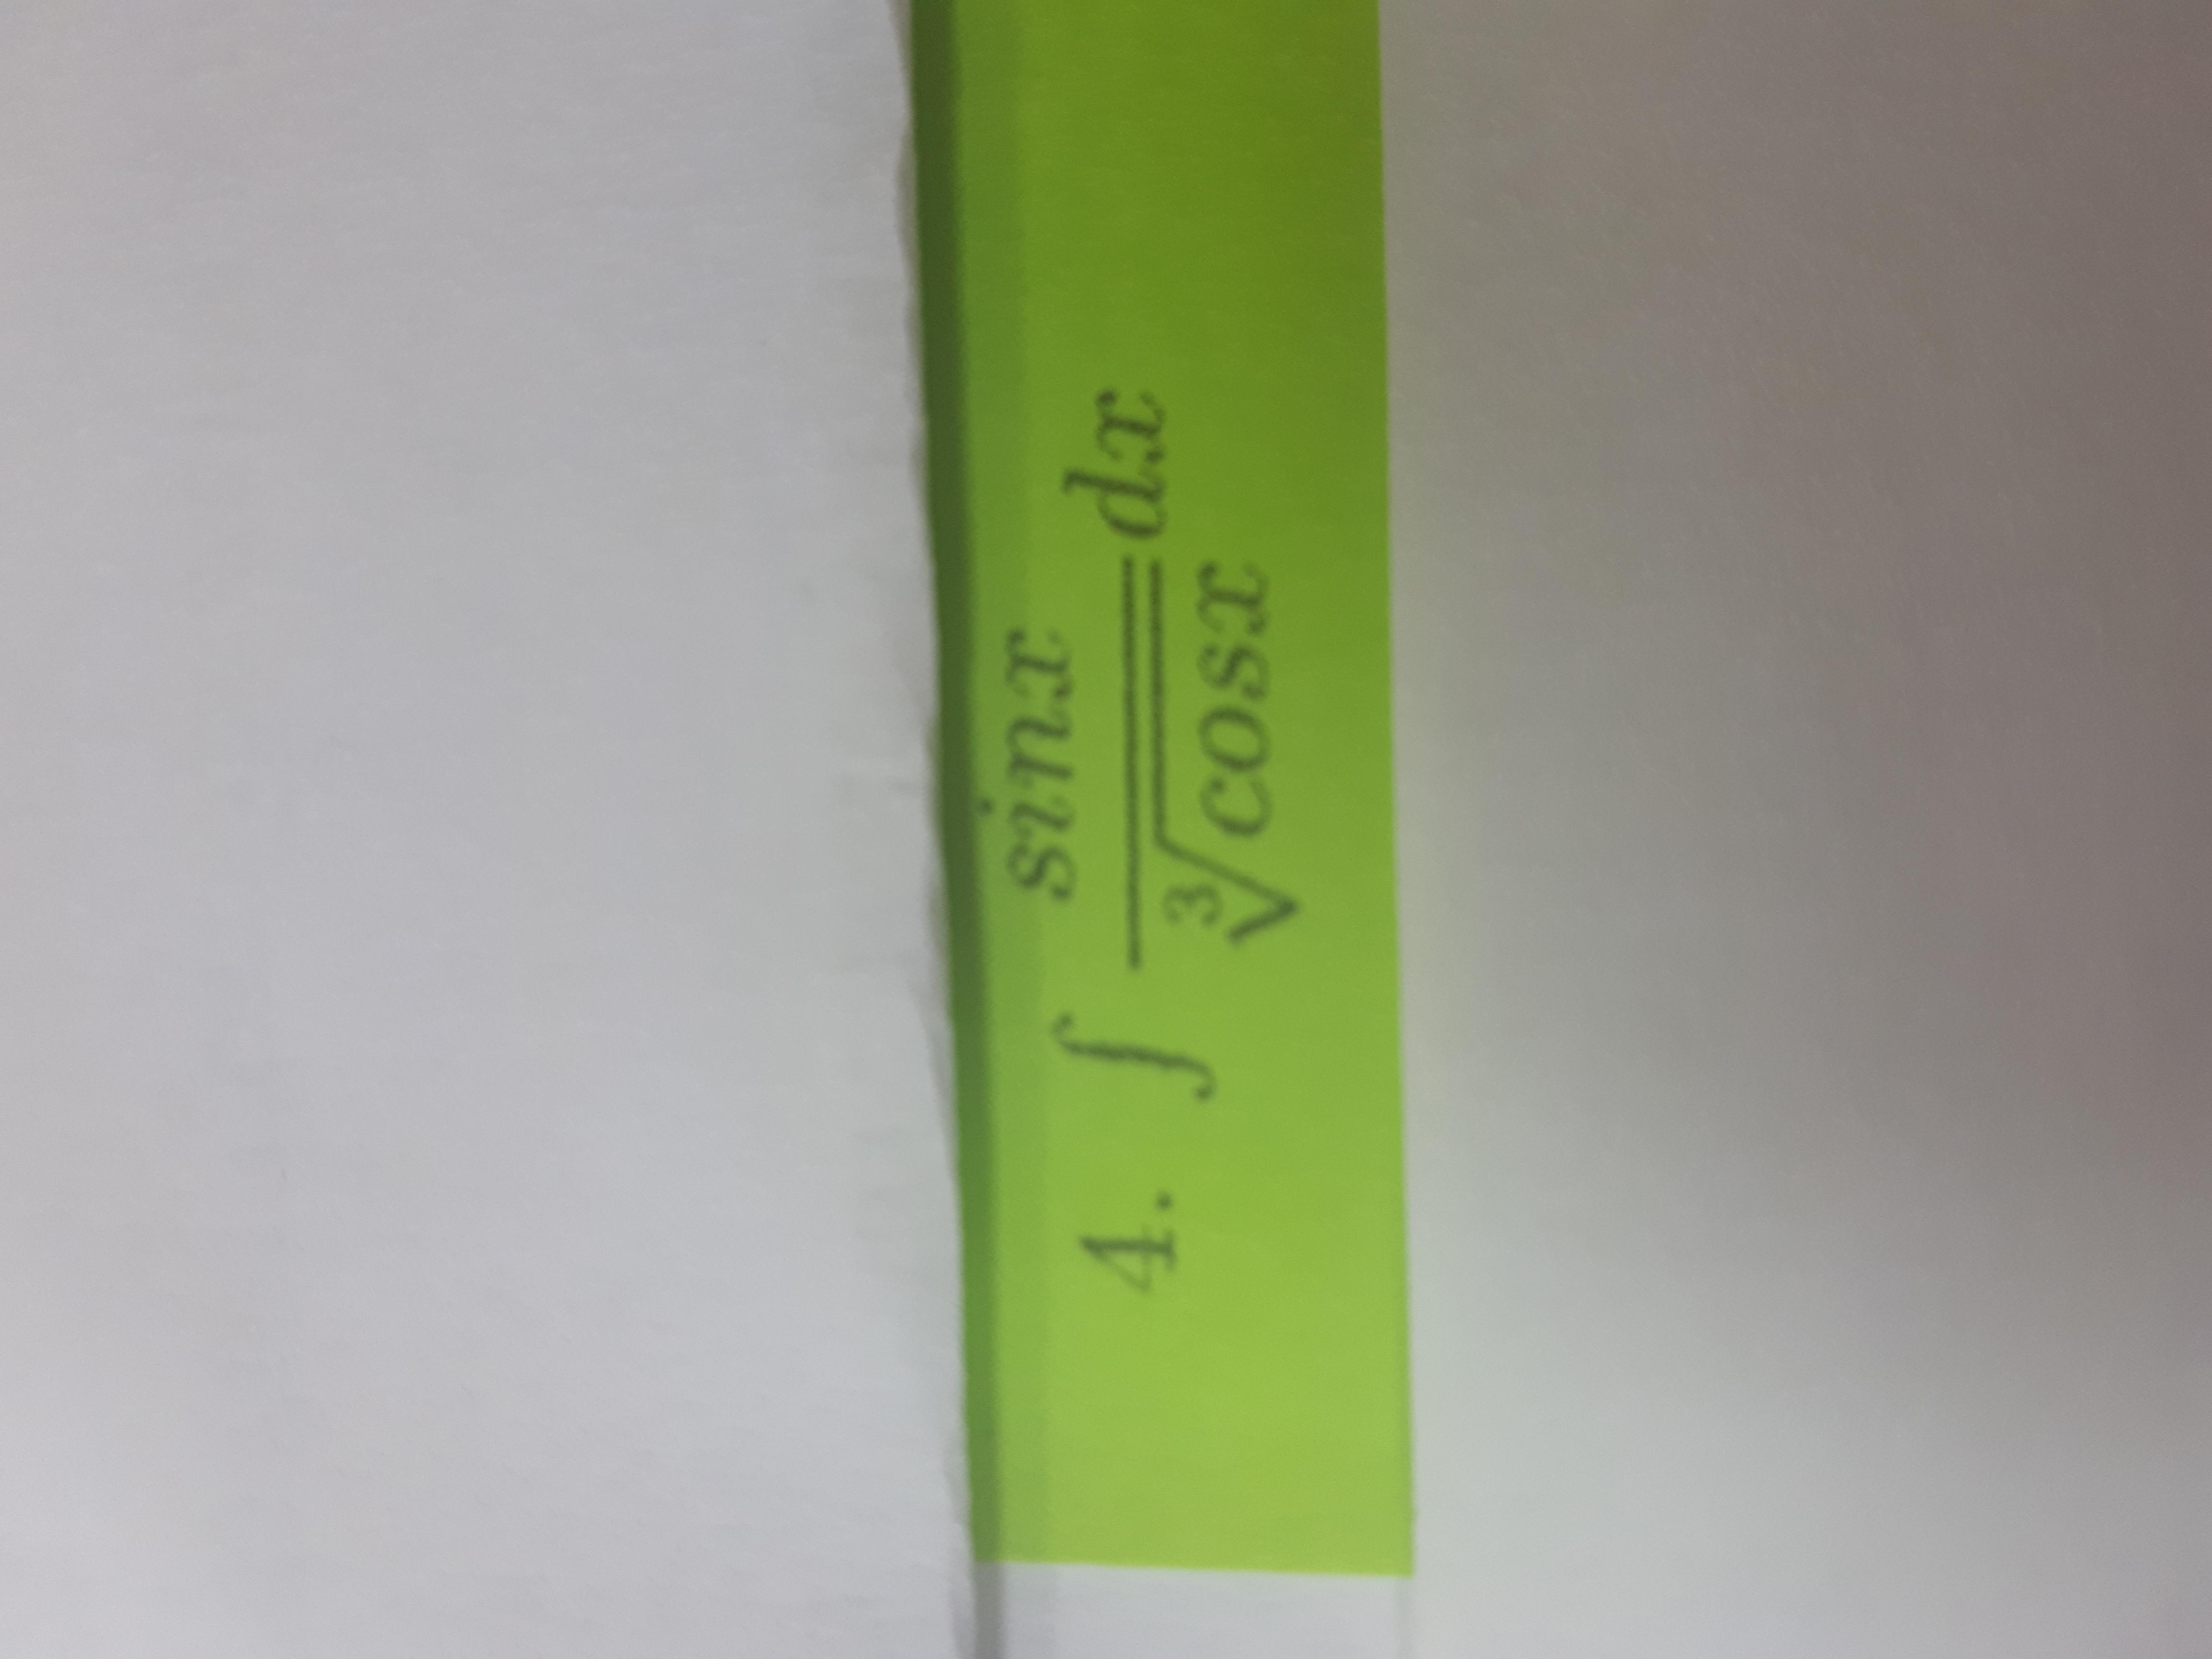 4. ∫ sinx / ∛cosx dx